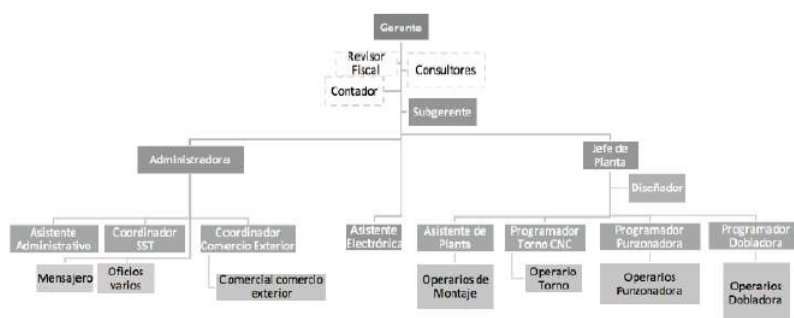 Gerente
Revisor
Fiscal
Consultores
Contador
Subgerente
Administradora
Jefe de
Planta
Diseñador
Asistente
Administrativo
Coordinador
SST
Coordinador
Comercio Exterior
Asistente
Electrónica
Asistente de
Planta
Programador
Torno CNC
Programador
Punzonadora
Programador
Dobladora
Mensajero
Oficios
varios
Comercial comercio
exterior
Operarios de
Montaje
Operario
Torno
Operarios
Punzonadora
Operarios
Dobladora